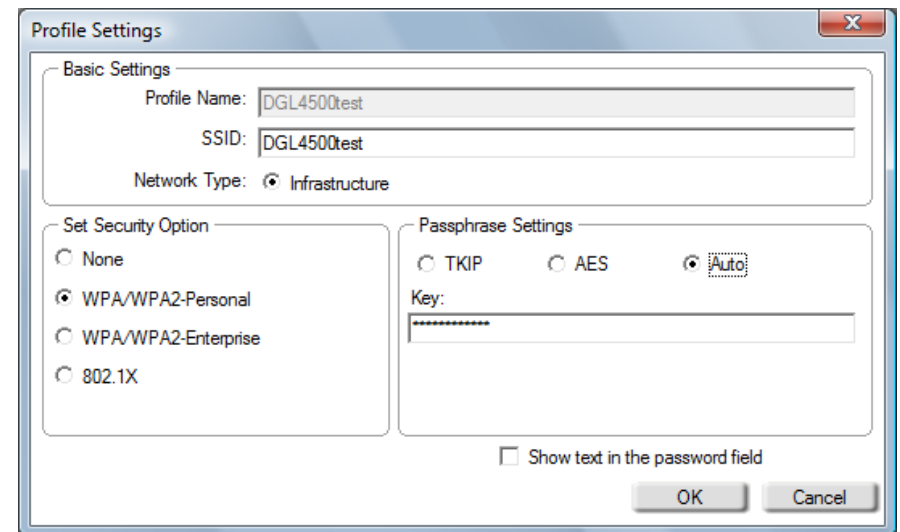 Profile Settings
Basic Settings
Profile Name: DGL4500test
SSID: DGL4500test
Network Type: Infrastructure
Set Security Option
None
WPA/WPA2-Personal
WPA/WPA2-Enterprise
802.1X
Passphrase Settings
TKIP AES Auto
Key:
************
Show text in the password field
OK Cancel